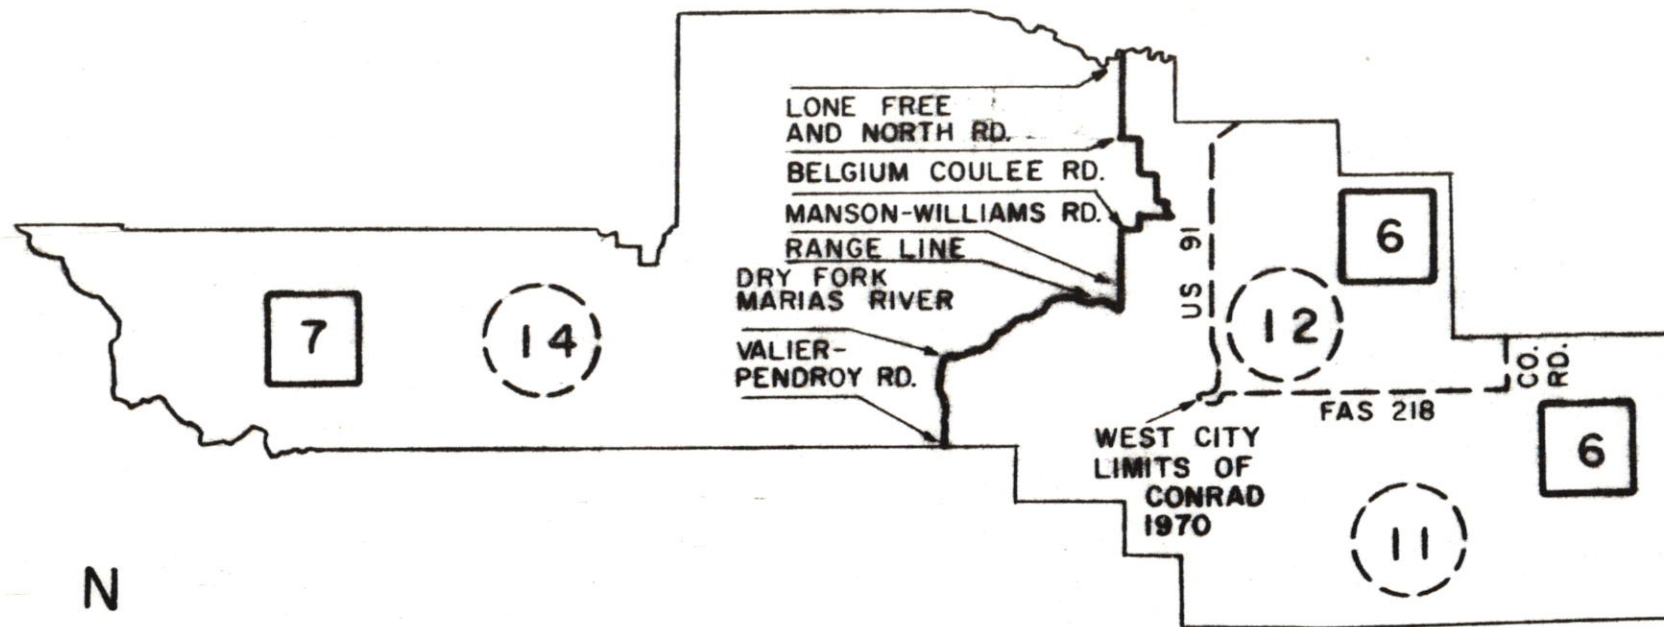 LONE FREE
AND NORTH RD.
BELGIUM COULEE RD.
MANSON-WILLIAMS RD.
RANGE LINE
DRY FORK
MARIAS RIVER
VALIER-
PENDROY RD.
7
14
US 91
12
6
CO.
RD.
FAS 218
6
WEST CITY
LIMITS OF
CONRAD
1970
11
N